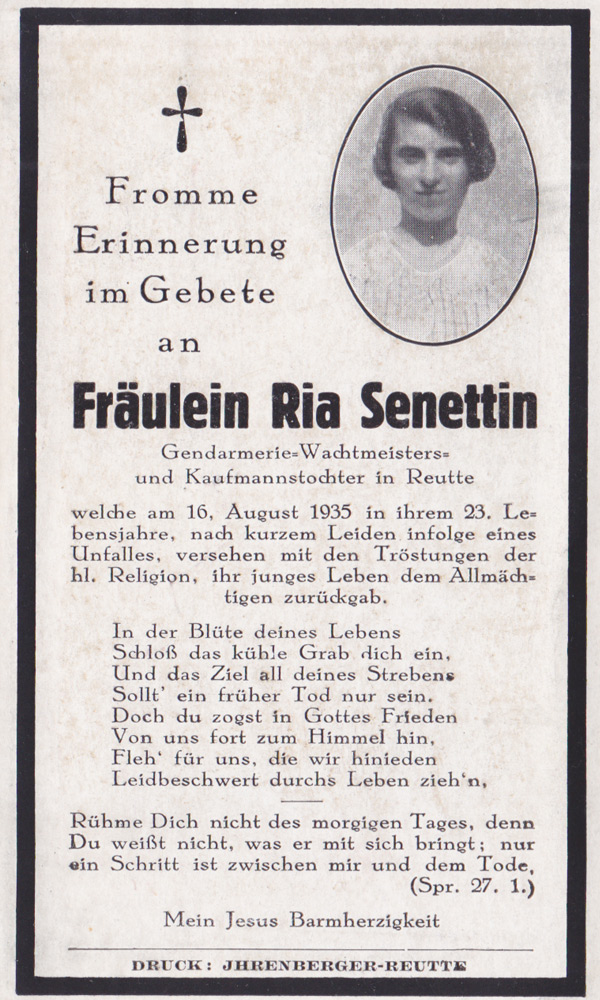 Fromme
Erinnerung
im Gebete
an
Fräulein Ria Senettin
Gendarmerie=Wachtmeisters=
und Kaufmannstochter in Reutte
welche am 16. August 1935 in ihrem 23. Le=
bensjahre, nach kurzem Leiden infolge eines
Unfalles, versehen mit den Tröstungen der
hl. Religion, ihr junges Leben dem Allmäch=
tigen zurückgab.
In der Blüte deines Lebens
Schloß das kühle Grab dich ein,
Und das Ziel all deines Strebens
Sollt' ein früher Tod nur sein.
Doch du zogst in Gottes Frieden
Von uns fort zum Himmel hin,
Fleh' für uns, die wir hinieden
Leidbeschwert durchs Leben zieh'n,
Rühme Dich nicht des morgigen Tages, denn
Du weißt nicht, was er mit sich bringt; nur
ein Schritt ist zwischen mir und dem Tode,
(Spr. 27. 1.)
Mein Jesus Barmherzigkeit
DRUCK: JHRENBERGER-REUTTE